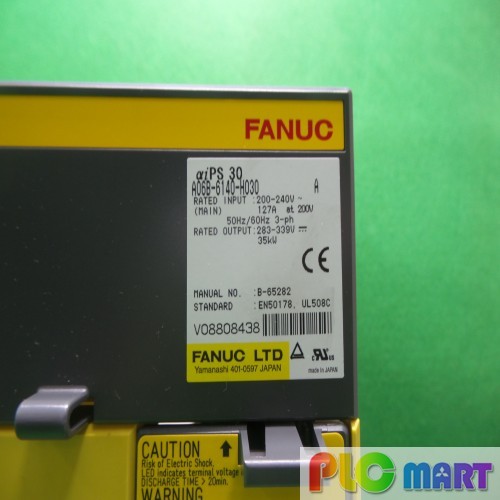 FANUC
αiPS 30
A06B-6140-H030 A
RATED INPUT :200-240V~
(MAIN) 127A at 200V
50Hz/60Hz 3-ph
RATED OUTPUT:283-339V⎓
35kW
CE
MANUAL NO. :B-65282
STANDARD :EN50178, UL508C
V08808438
FANUC LTD
Yamanashi 401-0597 JAPAN
made in JAPAN
CAUTION
Risk of Electric Shock.
LED indicates terminal voltage
DISCHARGE TIME > 20min.
WARNING
PLC MART